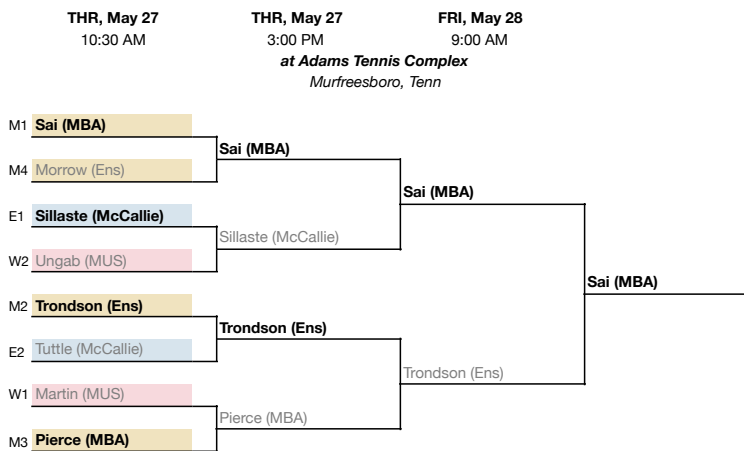 THR, May 27
10:30 AM
THR, May 27
3:00 PM
FRI, May 28
9:00 AM
at Adams Tennis Complex
Murfreesboro, Tenn
M1 Sai (MBA)
Sai (MBA)
M4 Morrow (Ens)
Sai (MBA)
E1 Sillaste (McCallie)
Sillaste (McCallie)
W2 Ungab (MUS)
Sai (MBA)
M2 Trondson (Ens)
Trondson (Ens)
E2 Tuttle (McCallie)
Trondson (Ens)
W1 Martin (MUS)
Pierce (MBA)
M3 Pierce (MBA)